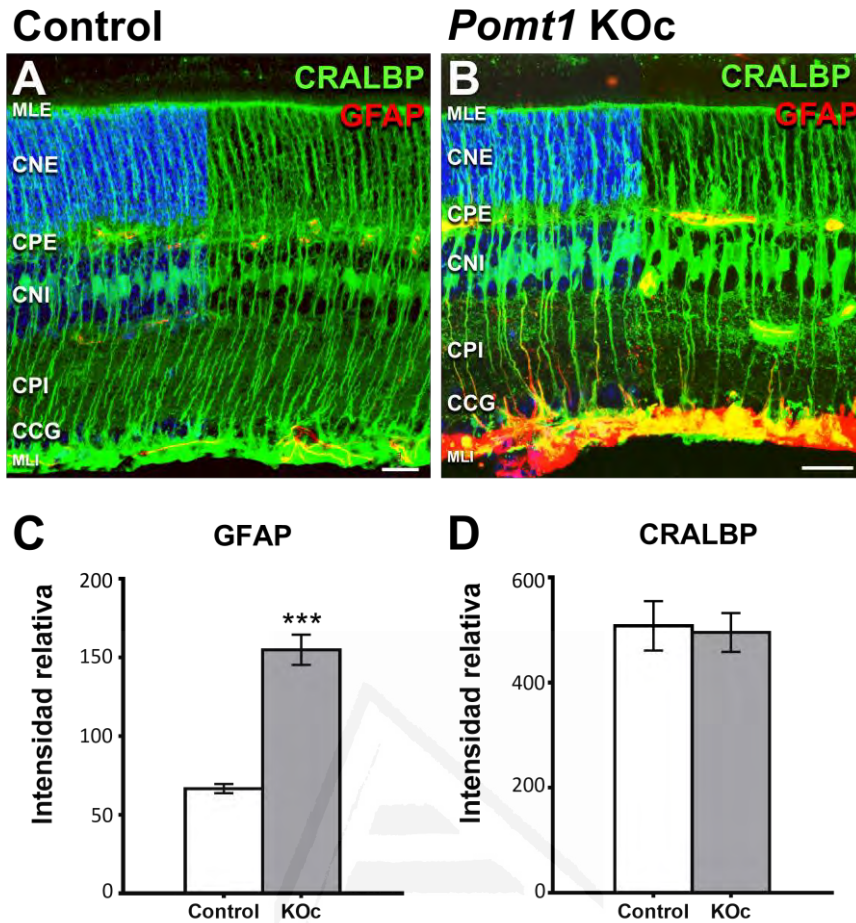 Control
Pomt1 KOc
A
CRALBP
GFAP
MLE
CNE
CPE
CNI
CPI
CCG
MLI
B
CRALBP
GFAP
MLE
CNE
CPE
CNI
CPI
CCG
MLI
C
GFAP
Intensidad relativa
200
150
100
50
0
***
Control
KOc
D
CRALBP
Intensidad relativa
600
400
200
0
Control
KOc